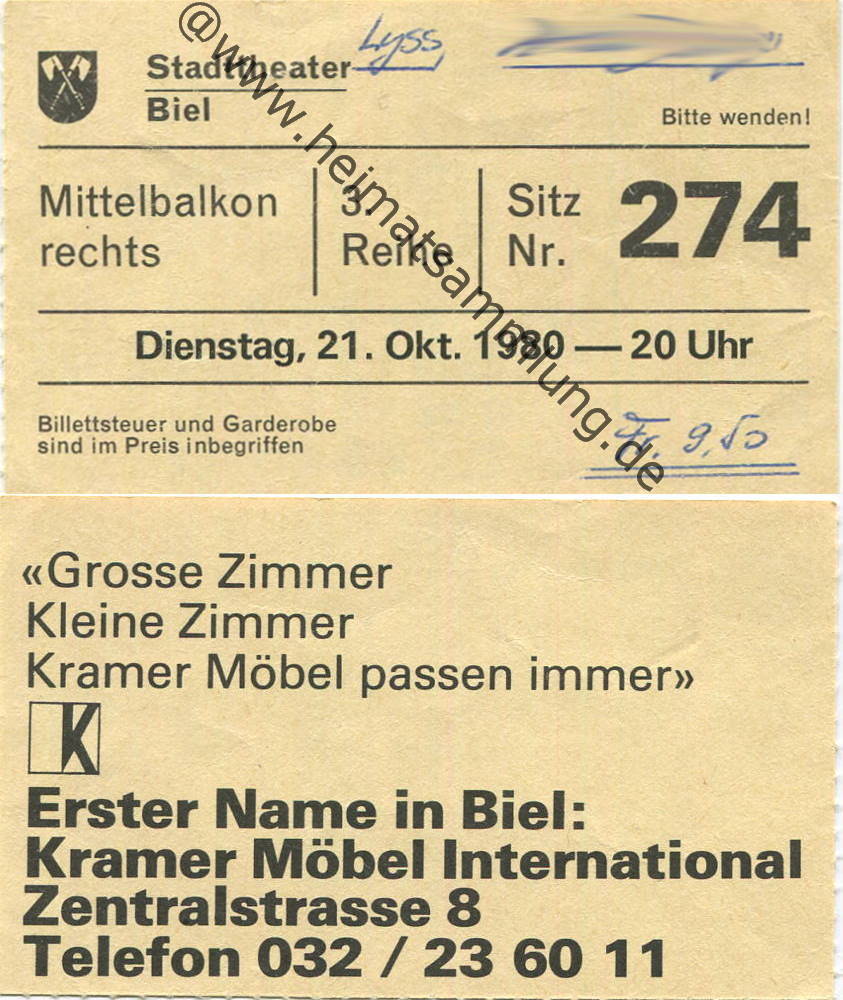 Lyss
Stadttheater
Biel
Bitte wenden!
Mittelbalkon
rechts
3.
Reihe
Sitz
Nr.
274
Dienstag, 21. Okt. 1980 — 20 Uhr
Billettsteuer und Garderobe
sind im Preis inbegriffen
Fr. 9,50
@www.heimatsammlung.de
«Grosse Zimmer
Kleine Zimmer
Kramer Möbel passen immer»
K
Erster Name in Biel:
Kramer Möbel International
Zentralstrasse 8
Telefon 032 / 23 60 11